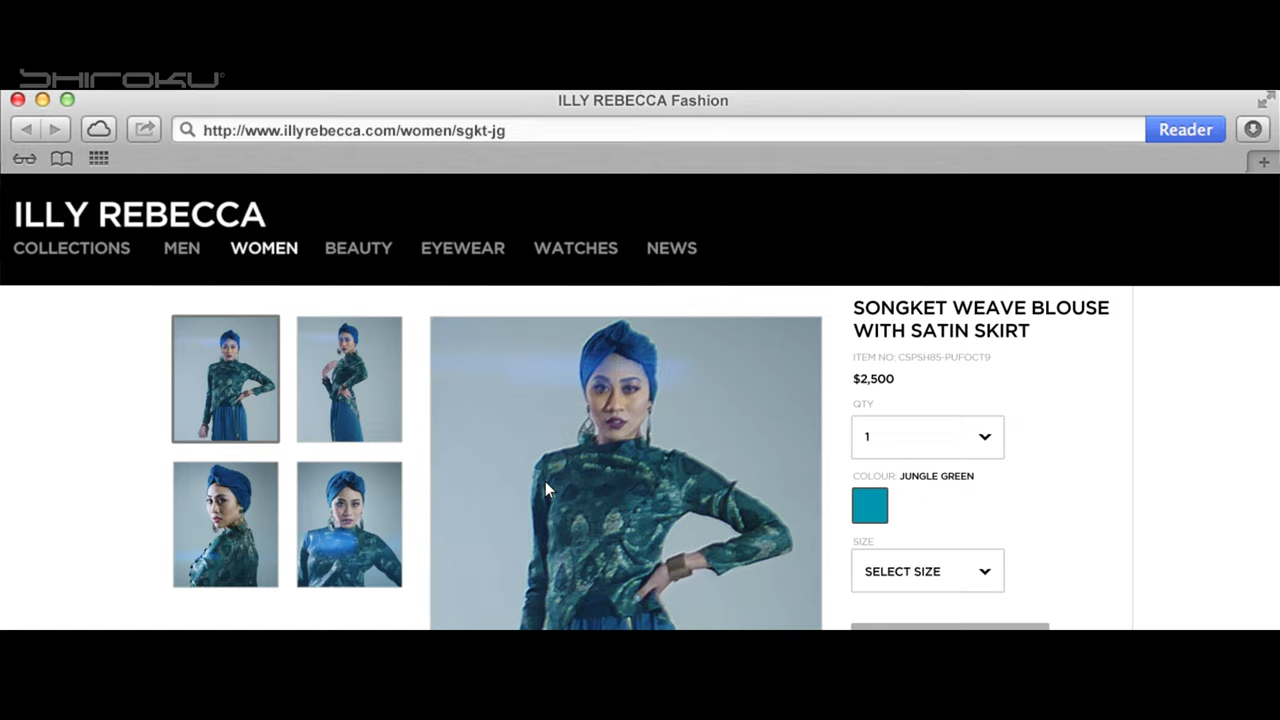 SHIROKU©
ILLY REBECCA Fashion
http://www.illyrebecca.com/women/sgkt-jg
Reader
ILLY REBECCA
COLLECTIONS MEN WOMEN BEAUTY EYEWEAR WATCHES NEWS
SONGKET WEAVE BLOUSE
WITH SATIN SKIRT
ITEM NO: CSPSH85-PUFOCT9
$2,500
QTY
1
COLOUR: JUNGLE GREEN
SIZE
SELECT SIZE